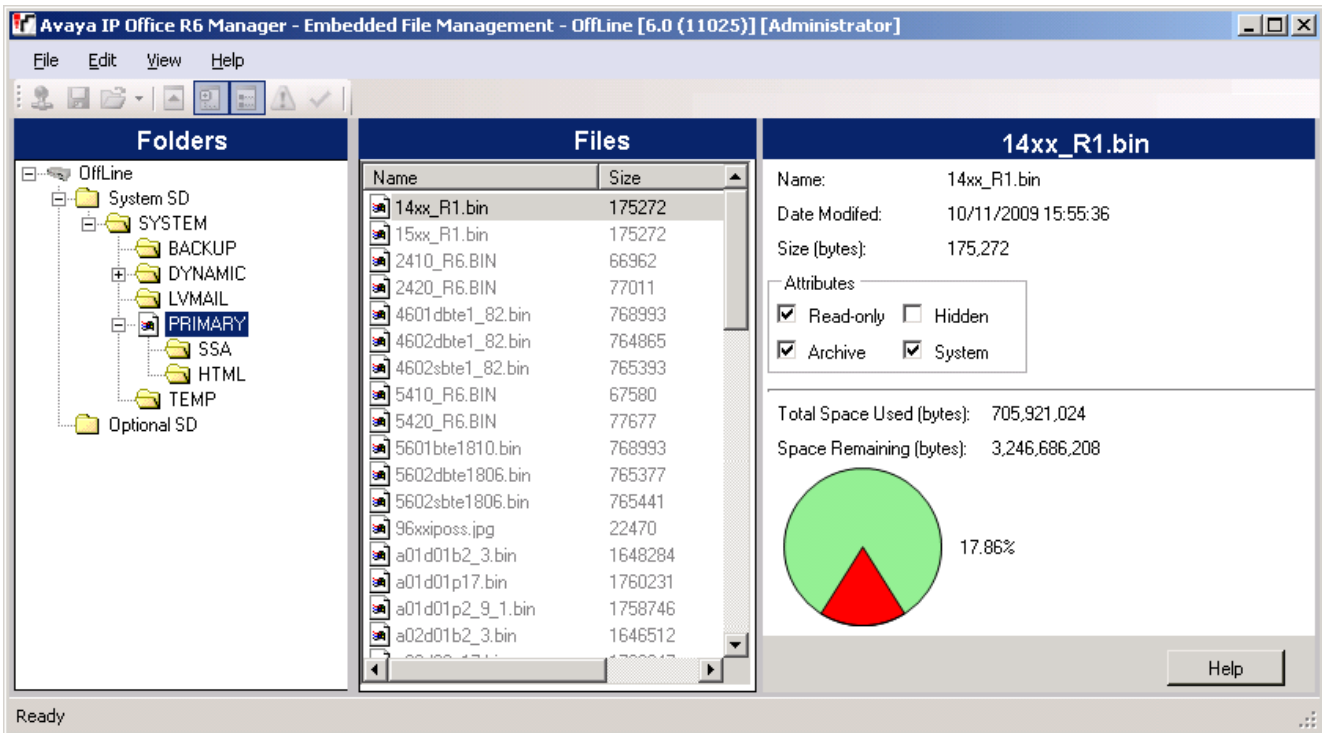 Avaya IP Office R6 Manager - Embedded File Management - OffLine [6.0 (11025)] [Administrator]
File Edit View Help
Folders
OffLine
System SD
SYSTEM
BACKUP
DYNAMIC
LVMAIL
PRIMARY
SSA
HTML
TEMP
Optional SD
Files
Name Size
14xx_R1.bin 175272
15xx_R1.bin 175272
2410_R6.BIN 66962
2420_R6.BIN 77011
4601dbte1_82.bin 768993
4602dbte1_82.bin 764865
4602sbte1_82.bin 765393
5410_R6.BIN 67580
5420_R6.BIN 77677
5601bte1810.bin 768993
5602dbte1806.bin 765377
5602sbte1806.bin 765441
96xxiposs.jpg 22470
a01d01b2_3.bin 1648284
a01d01p17.bin 1760231
a01d01p2_9_1.bin 1758746
a02d01b2_3.bin 1646512
14xx_R1.bin
Name: 14xx_R1.bin
Date Modifed: 10/11/2009 15:55:36
Size (bytes): 175,272
Attributes
Read-only Hidden
Archive System
Total Space Used (bytes): 705,921,024
Space Remaining (bytes): 3,246,686,208
17.86%
Help
Ready